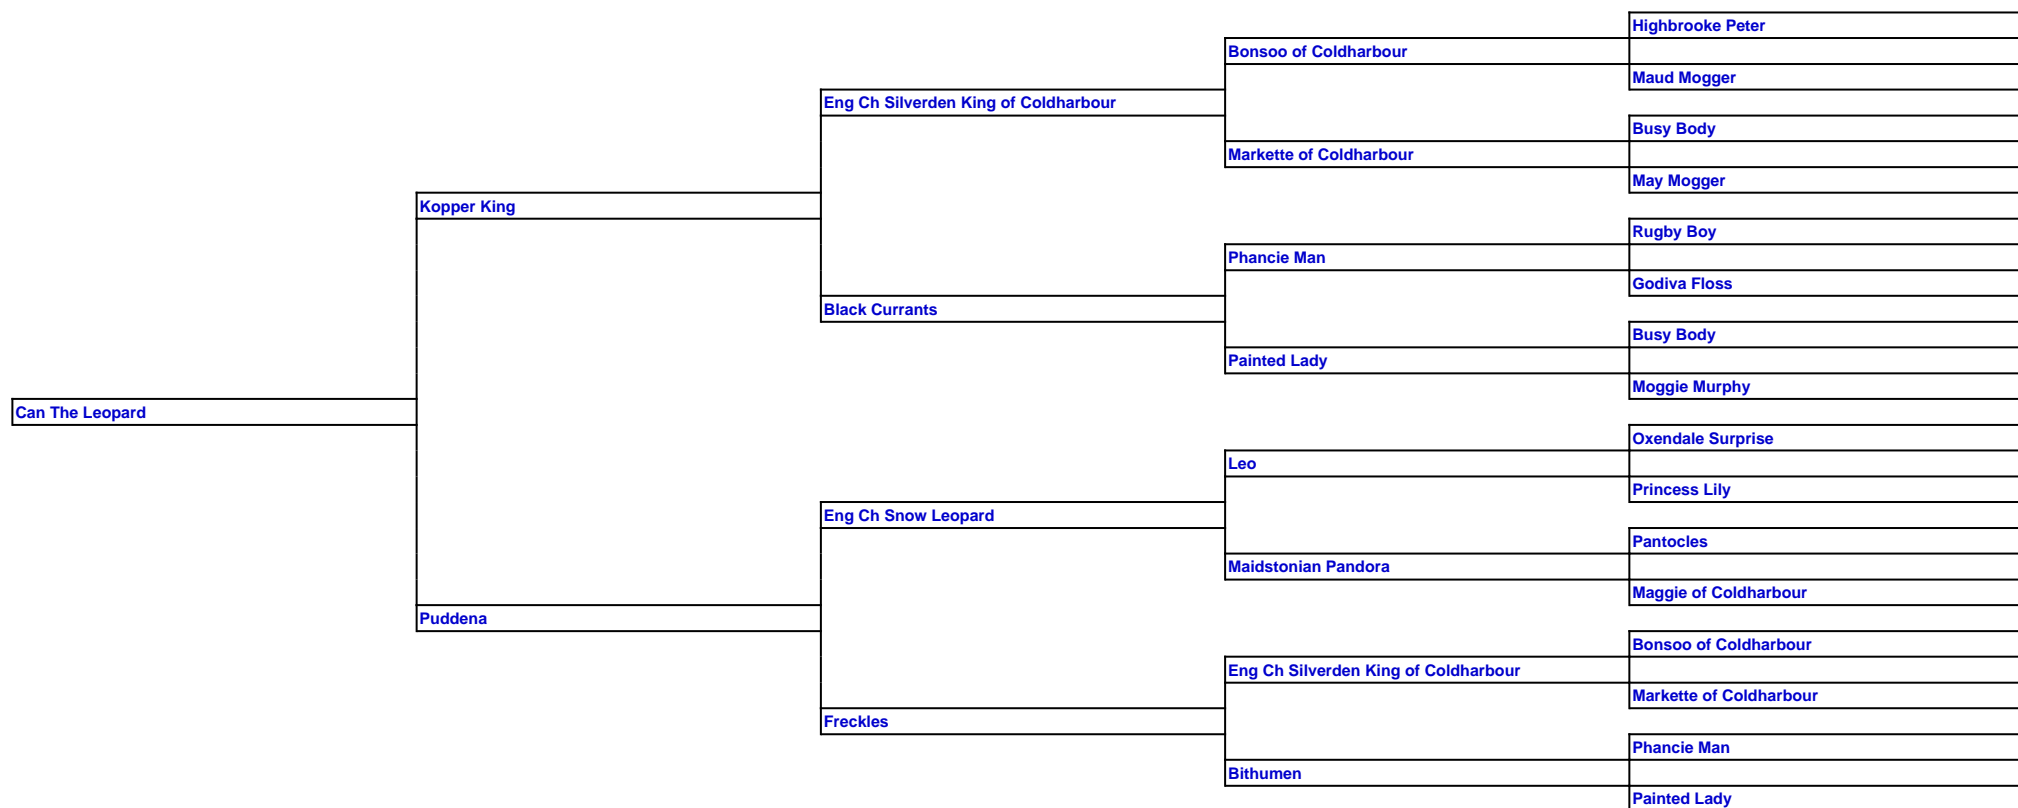 Highbrooke Peter
Bonsoo of Coldharbour
Maud Mogger
Eng Ch Silverden King of Coldharbour
Busy Body
Markette of Coldharbour
May Mogger
Kopper King
Rugby Boy
Phancie Man
Godiva Floss
Black Currants
Busy Body
Painted Lady
Moggie Murphy
Can The Leopard
Oxendale Surprise
Leo
Princess Lily
Eng Ch Snow Leopard
Pantocles
Maidstonian Pandora
Maggie of Coldharbour
Puddena
Bonsoo of Coldharbour
Eng Ch Silverden King of Coldharbour
Markette of Coldharbour
Freckles
Phancie Man
Bithumen
Painted Lady